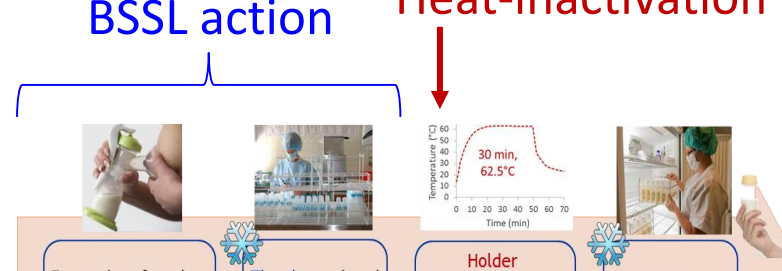 BSSL action
Heat-inactivation
Temperature (°C)
60
50
40
30
20
10
0
30 min,
62.5°C
0 10 20 30 40 50 60 70
Time (min)
Holder